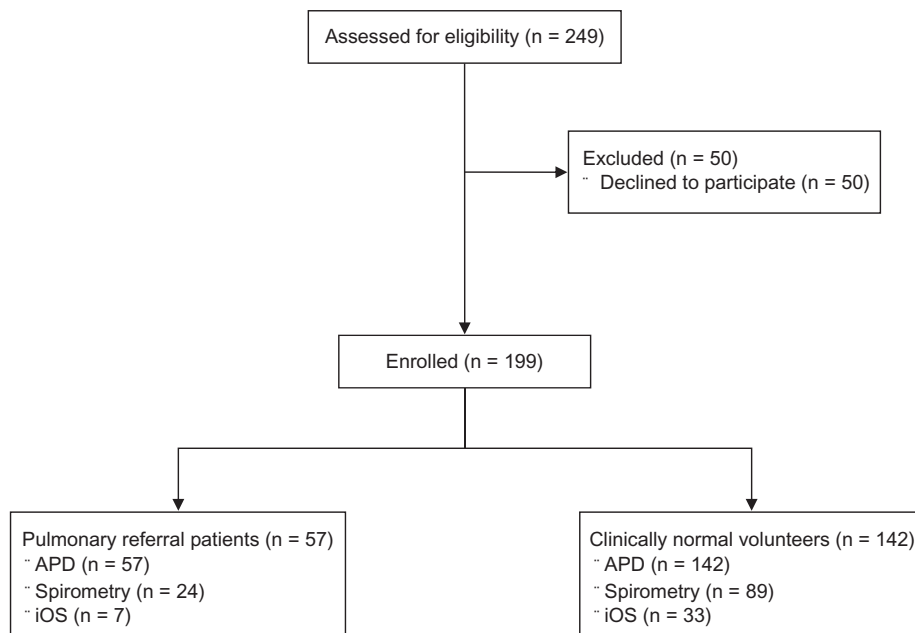 Assessed for eligibility (n = 249)
Excluded (n = 50)
¨ Declined to participate (n = 50)
Enrolled (n = 199)
Pulmonary referral patients (n = 57)
¨ APD (n = 57)
¨ Spirometry (n = 24)
¨ iOS (n = 7)
Clinically normal volunteers (n = 142)
¨ APD (n = 142)
¨ Spirometry (n = 89)
¨ iOS (n = 33)